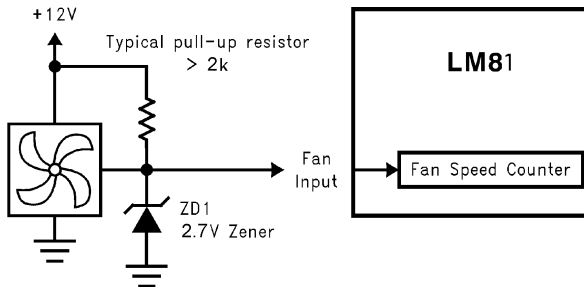 +12V
Typical pull-up resistor
> 2k
LM81
Fan
Input
Fan Speed Counter
ZD1
2.7V Zener